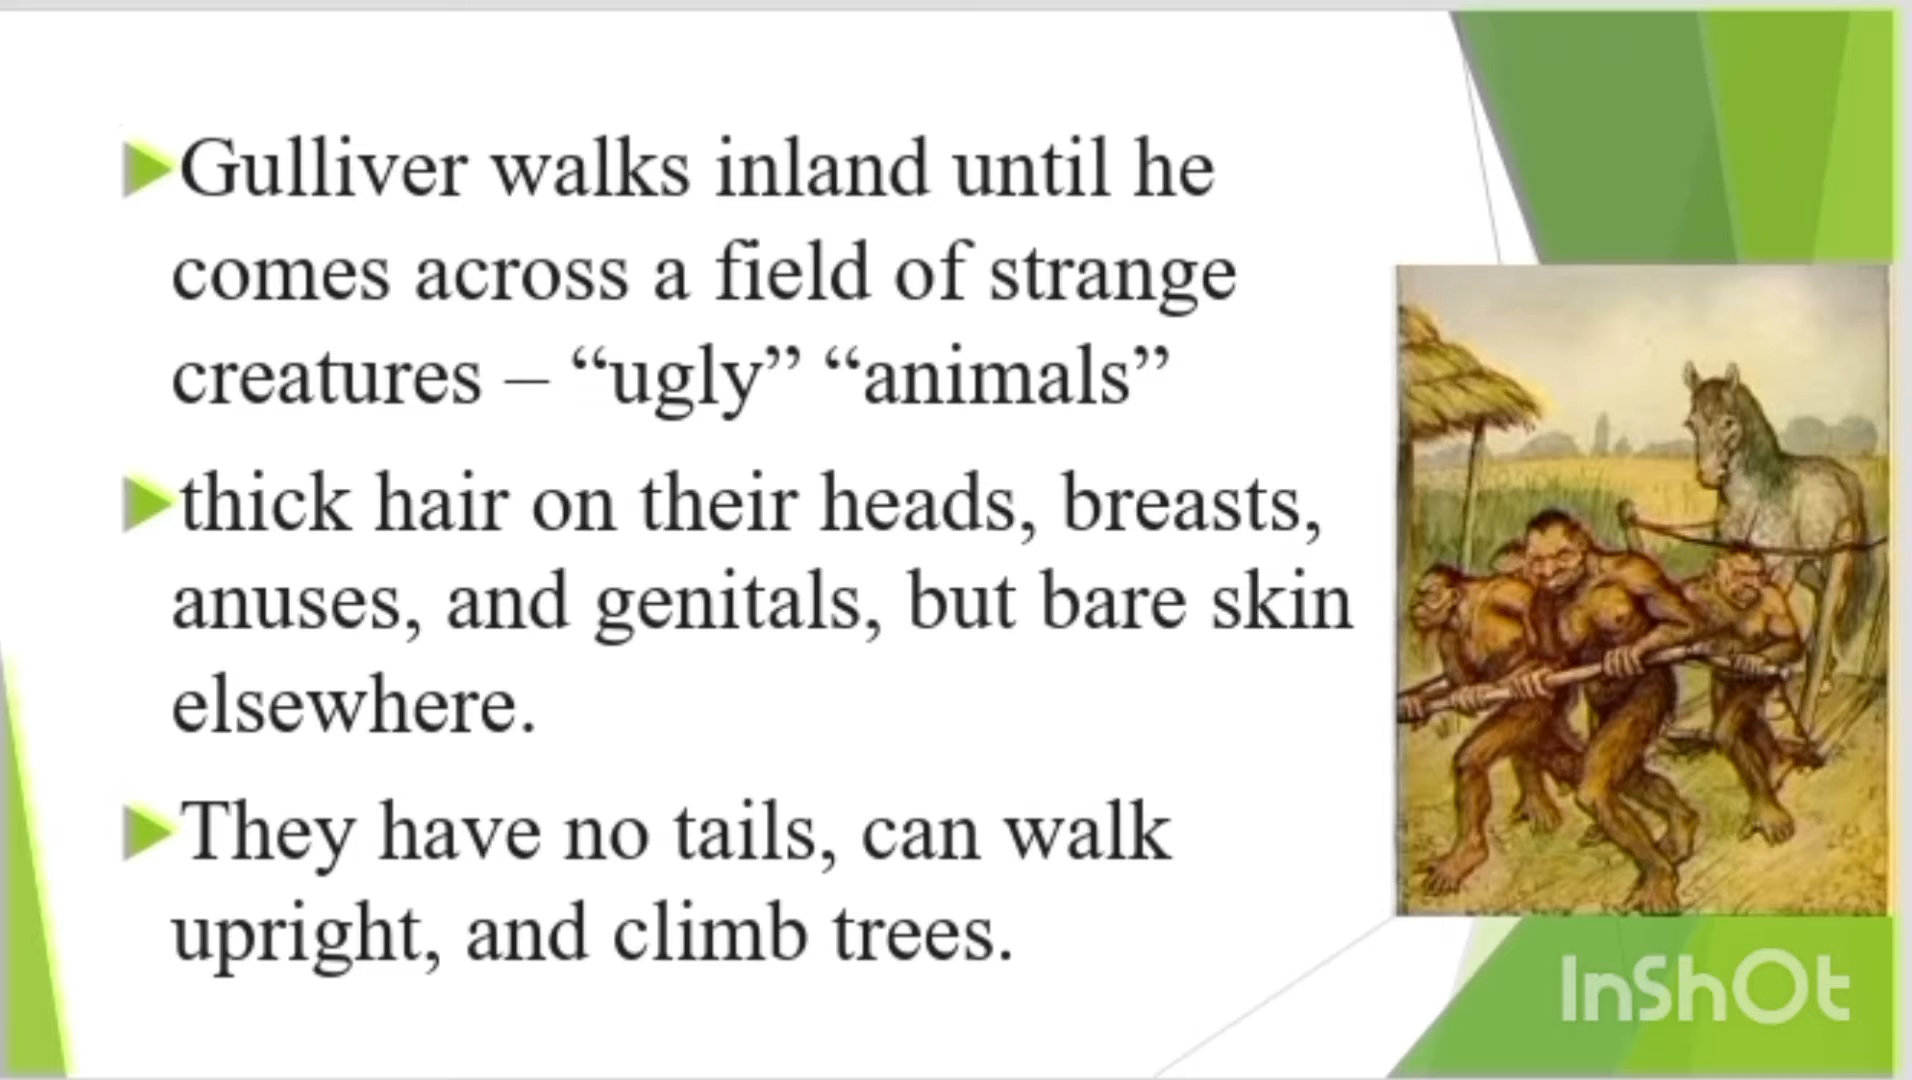 Gulliver walks inland until he
comes across a field of strange
creatures – “ugly” “animals”
thick hair on their heads, breasts,
anuses, and genitals, but bare skin
elsewhere.
They have no tails, can walk
upright, and climb trees.
InShOt